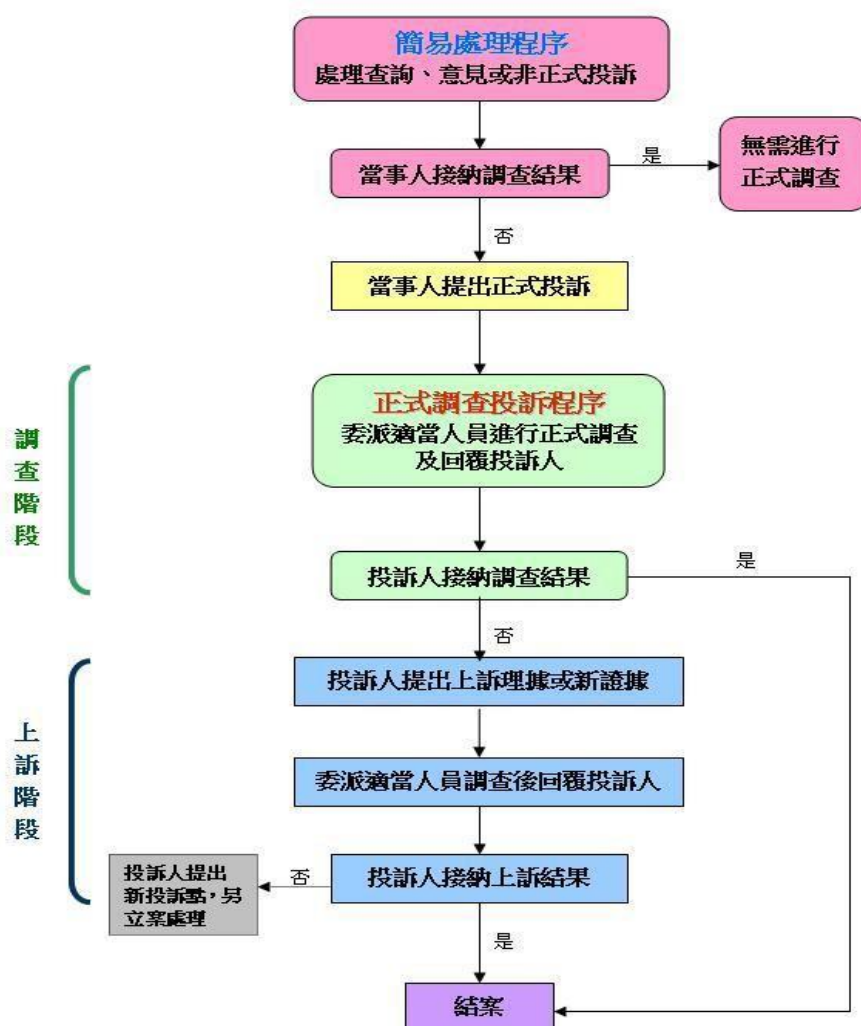 簡易處理程序
處理查詢、意見或非正式投訴
當事人接納調查結果
是
無需進行
正式調查
否
當事人提出正式投訴
調查階段
正式調查投訴程序
委派適當人員進行正式調查
及回覆投訴人
投訴人接納調查結果
是
否
上訴階段
投訴人提出上訴理據或新證據
委派適當人員調查後回覆投訴人
投訴人接納上訴結果
否
投訴人提出
新投訴點，另
立案處理
是
結案